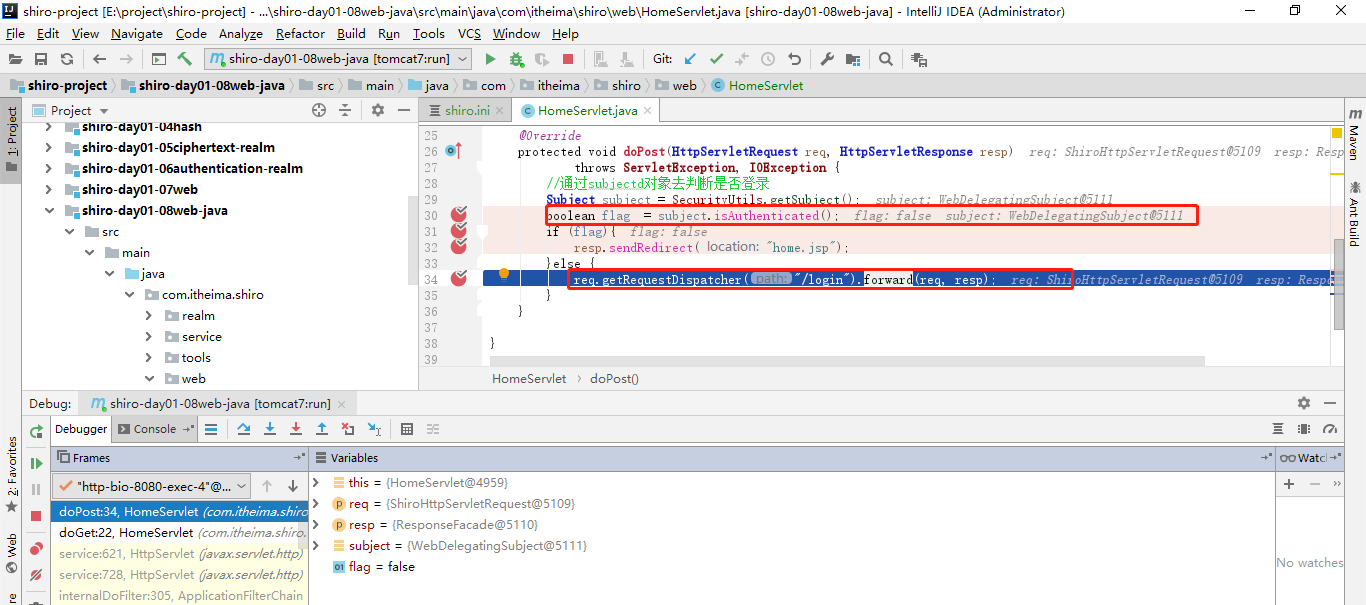 shiro-project [E:\project\shiro-project] - ...\shiro-day01-08web-java\src\main\java\com\itheima\shiro\web\HomeServlet.java [shiro-day01-08web-java] - IntelliJ IDEA (Administrator)
File Edit View Navigate Code Analyze Refactor Build Run Tools VCS Window Help
shiro-day01-08web-java [tomcat7:run] Git:
shiro-project shiro-day01-08web-java src main java com itheima shiro web HomeServlet
1: Project
Project
shiro-day01-04hash
shiro-day01-05ciphertext-realm
shiro-day01-06authentication-realm
shiro-day01-07web
shiro-day01-08web-java
src
main
java
com.itheima.shiro
realm
service
tools
web
shiro.ini HomeServlet.java
25 @Override
26 protected void doPost(HttpServletRequest req, HttpServletResponse resp) req: ShiroHttpServletRequest@5109 resp: Resp
27 throws ServletException, IOException {
28 //通过subjectd对象去判断是否登录
29 Subject subject = SecurityUtils.getSubject(); subject: WebDelegatingSubject@5111
30 boolean flag = subject.isAuthenticated(); flag: false subject: WebDelegatingSubject@5111
31 if (flag){ flag: false
32 resp.sendRedirect( location: "home.jsp");
33 }else {
34 req.getRequestDispatcher( path: "/login").forward(req, resp); req: ShiroHttpServletRequest@5109 resp: Respo
35 }
36 }
37
38 }
39
HomeServlet doPost()
Maven
Ant Build
Debug: shiro-day01-08web-java [tomcat7:run]
Debugger Console
Frames
"http-bio-8080-exec-4"@...
doPost:34, HomeServlet (com.itheima.shiro
doGet:22, HomeServlet (com.itheima.shiro.
service:621, HttpServlet (javax.servlet.http)
service:728, HttpServlet (javax.servlet.http)
internalDoFilter:305, ApplicationFilterChain
Variables
this = {HomeServlet@4959}
req = {ShiroHttpServletRequest@5109}
resp = {ResponseFacade@5110}
subject = {WebDelegatingSubject@5111}
flag = false
Watc
No watches
2: Favorites
Web
re